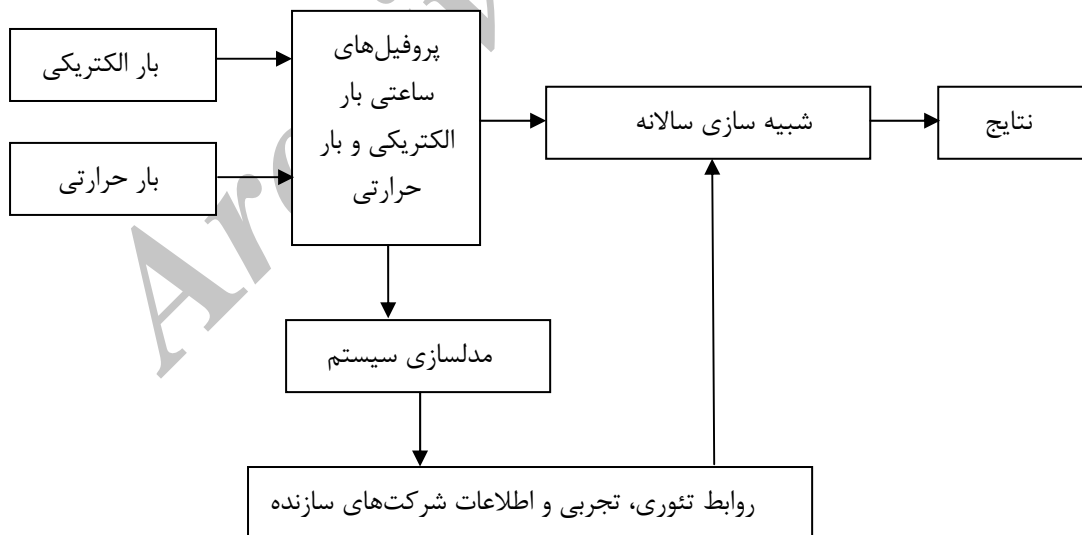 بار الکتریکی
بار حرارتی
پروفیل‌های
ساعتی بار
الکتریکی و بار
حرارتی
شبیه سازی سالانه
نتایج
مدلسازی سیستم
روابط تئوری، تجربی و اطلاعات شرکت‌های سازنده